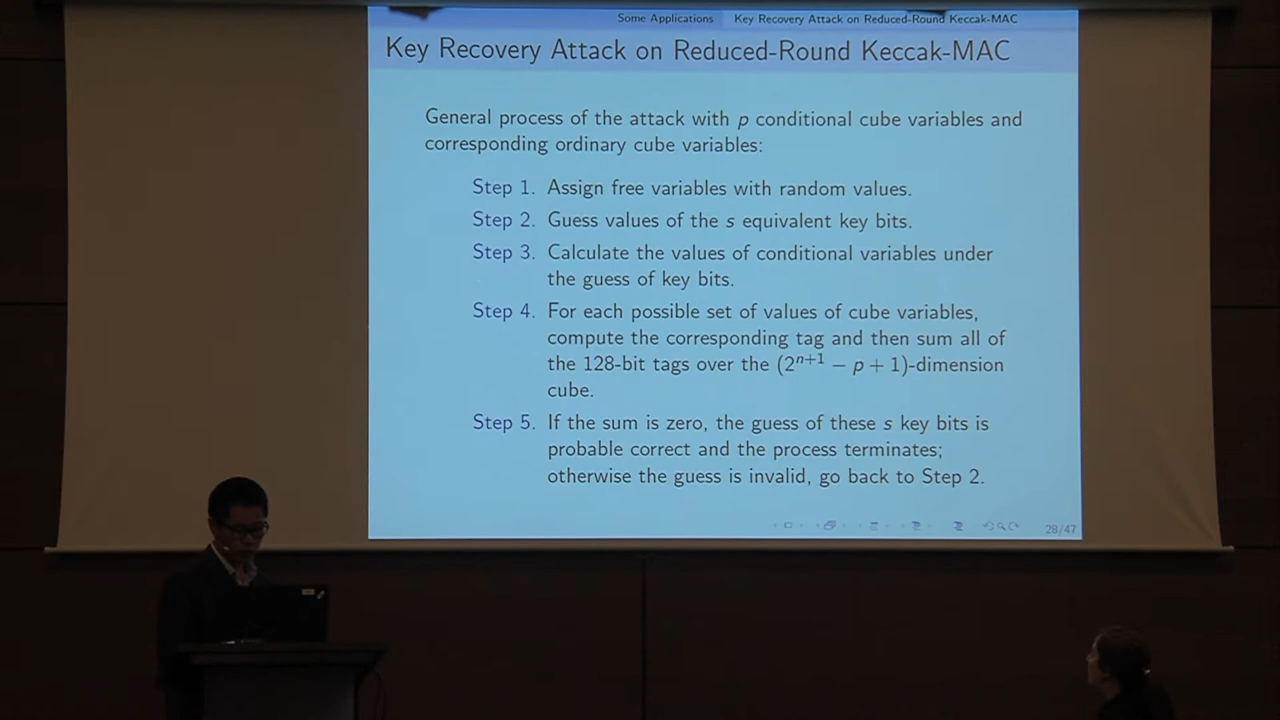 Some Applications Key Recovery Attack on Reduced-Round Keccak-MAC
Key Recovery Attack on Reduced-Round Keccak-MAC
General process of the attack with p conditional cube variables and
corresponding ordinary cube variables:
Step 1. Assign free variables with random values.
Step 2. Guess values of the s equivalent key bits.
Step 3. Calculate the values of conditional variables under
the guess of key bits.
Step 4. For each possible set of values of cube variables,
compute the corresponding tag and then sum all of
the 128-bit tags over the (2ⁿ⁺¹ − p + 1)-dimension
cube.
Step 5. If the sum is zero, the guess of these s key bits is
probable correct and the process terminates;
otherwise the guess is invalid, go back to Step 2.
28/47